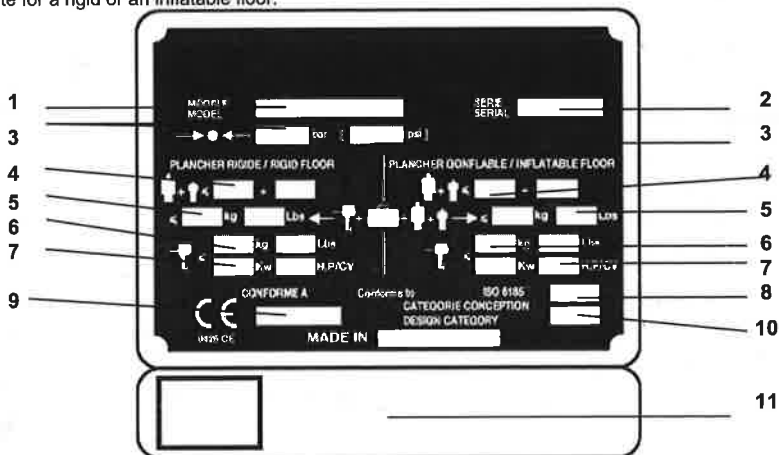 te for a rigid or an inflatable floor.
1 MODELE SERIE 2
MODEL SERIAL
3 bar [ psi ] 3
PLANCHER RIGIDE / RIGID FLOOR PLANCHER GONFLABLE / INFLATABLE FLOOR
4 + ≤ + + ≤ + 4
5 ≤ kg Lbs + + + ≤ kg Lbs 5
6 ≤ kg Lbs ≤ kg Lbs 6
7 Kw H.P/CV Kw H.P/CV 7
CONFORME A Conforms to ISO 6185 8
9 CE CATEGORIE CONCEPTION
DESIGN CATEGORY 10
0426 CE MADE IN
11